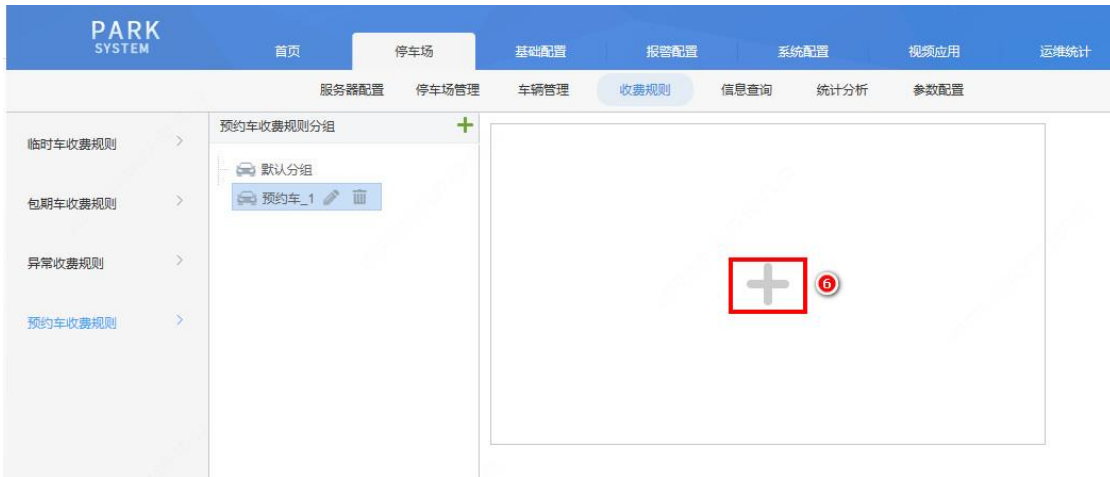 PARK
SYSTEM
首页 停车场 基础配置 报警配置 系统配置 视频应用 运维统计
服务器配置 停车场管理 车辆管理 收费规则 信息查询 统计分析 参数配置
临时车收费规则
包期车收费规则
异常收费规则
预约车收费规则
预约车收费规则分组
默认分组
预约车_1
6